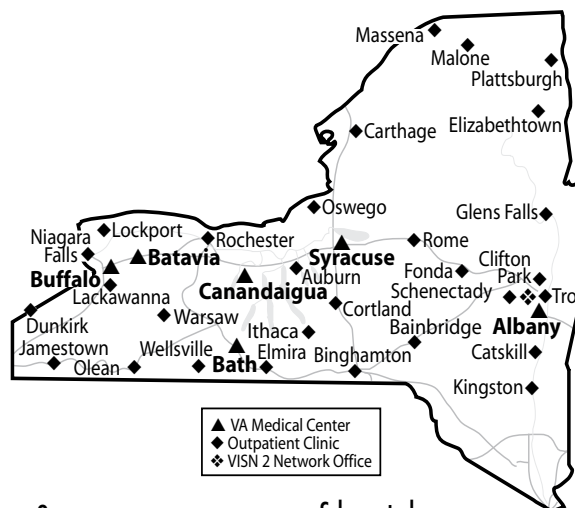 Massena
Malone
Plattsburgh
Elizabethtown
Carthage
Oswego
Glens Falls
Lockport
Niagara
Falls
Rochester
Syracuse
Rome
Batavia
Auburn
Fonda
Clifton
Park
Buffalo
Lackawanna
Canandaigua
Schenectady
Tro
Cortland
Dunkirk
Warsaw
Ithaca
Bainbridge
Albany
Jamestown
Wellsville
Elmira
Catskill
Olean
Bath
Binghamton
Kingston
VA Medical Center
Outpatient Clinic
VISN 2 Network Office